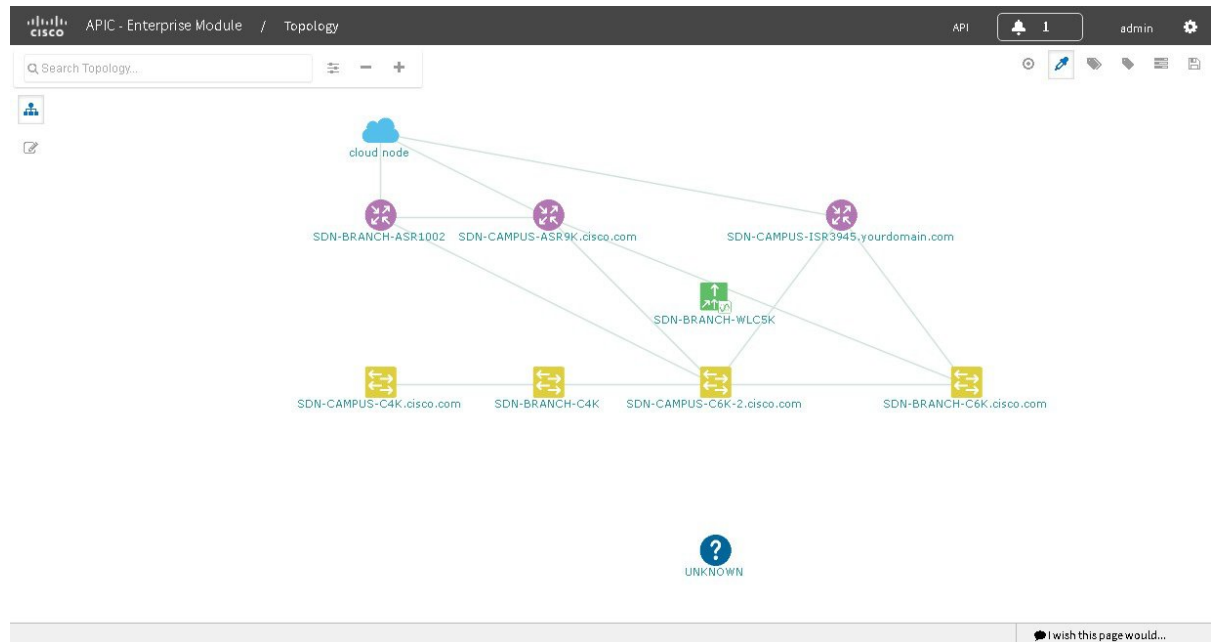 cisco APIC - Enterprise Module / Topology API 1 admin
Search Topology...
cloud node
SDN-BRANCH-ASR1002 SDN-CAMPUS-ASR9K.cisco.com SDN-CAMPUS-ISR3945.yourdomain.com
SDN-BRANCH-WLC5K
SDN-CAMPUS-C4K.cisco.com SDN-BRANCH-C4K SDN-CAMPUS-C6K-2.cisco.com SDN-BRANCH-C6K.cisco.com
?
UNKNOWN
I wish this page would...